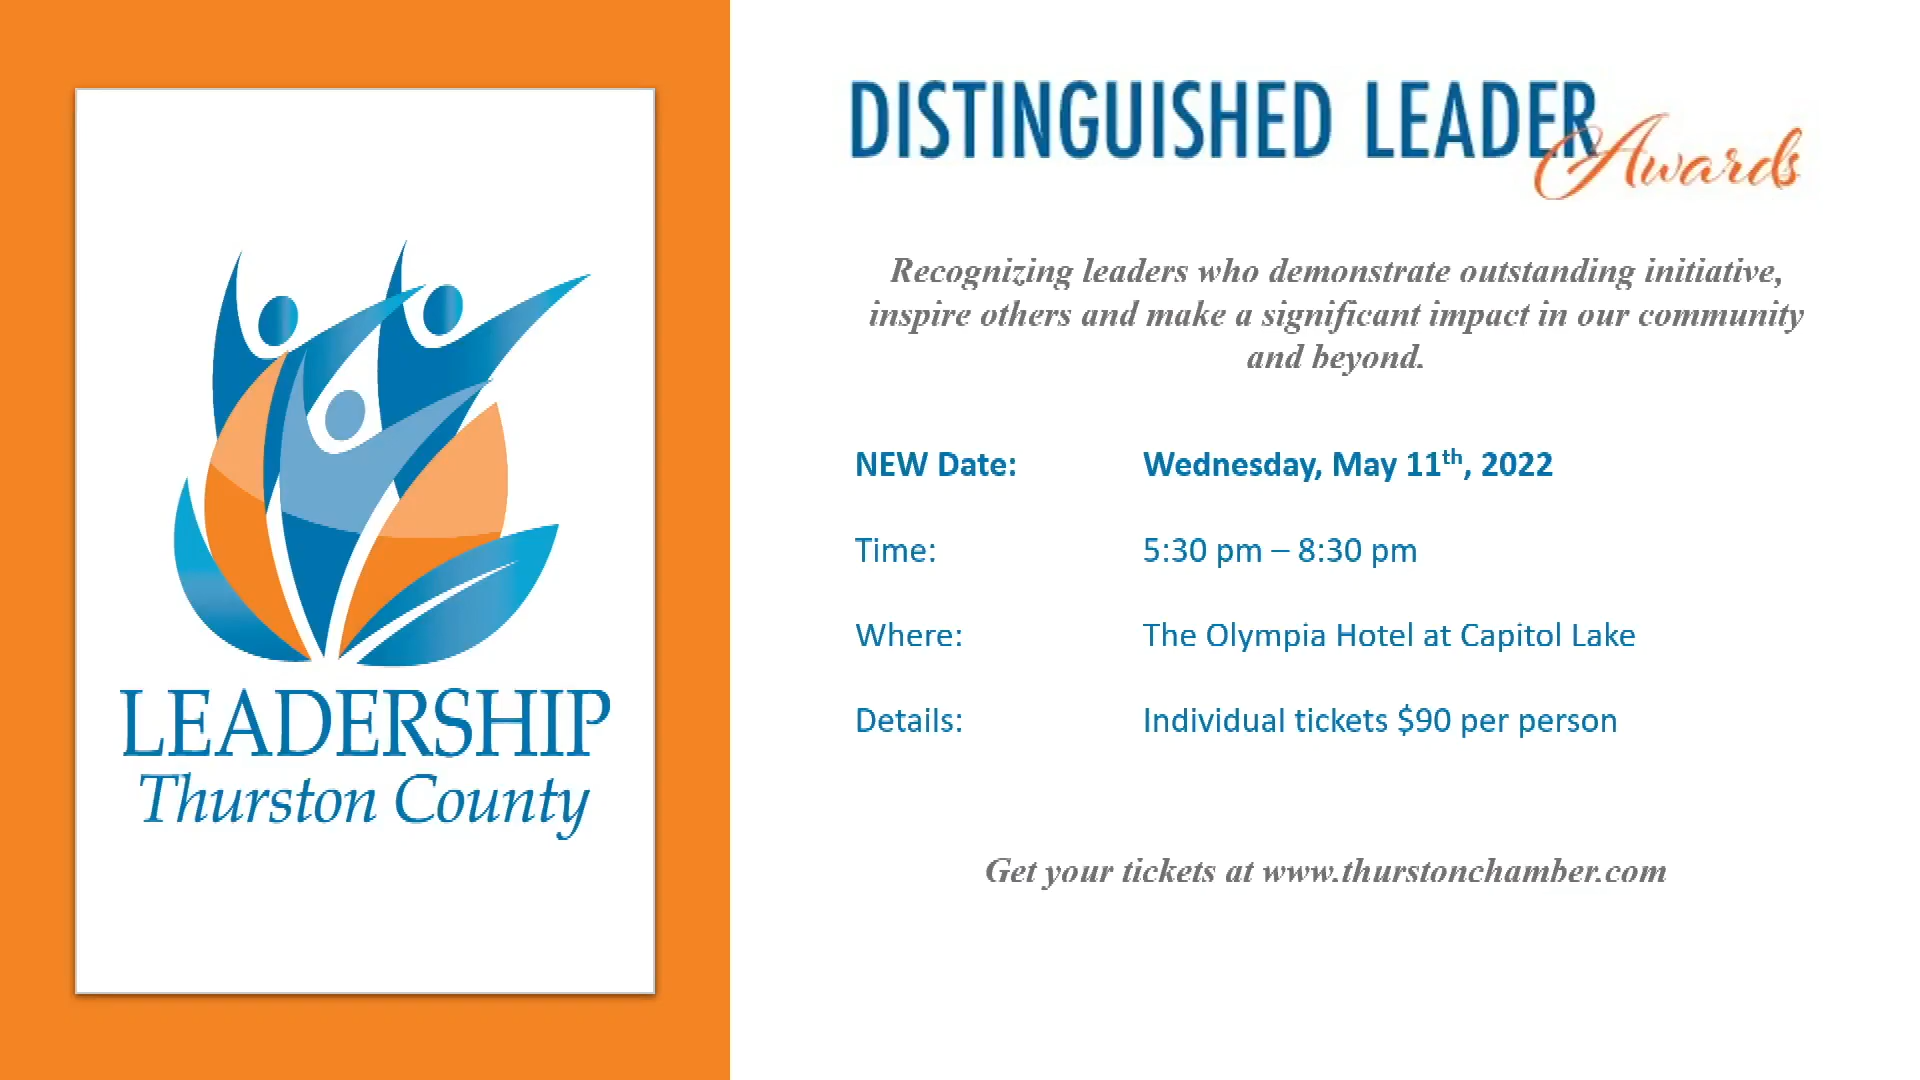 LEADERSHIP
Thurston County
DISTINGUISHED LEADER Awards
Recognizing leaders who demonstrate outstanding initiative,
inspire others and make a significant impact in our community
and beyond.
NEW Date: Wednesday, May 11th, 2022
Time: 5:30 pm – 8:30 pm
Where: The Olympia Hotel at Capitol Lake
Details: Individual tickets $90 per person
Get your tickets at www.thurstonchamber.com